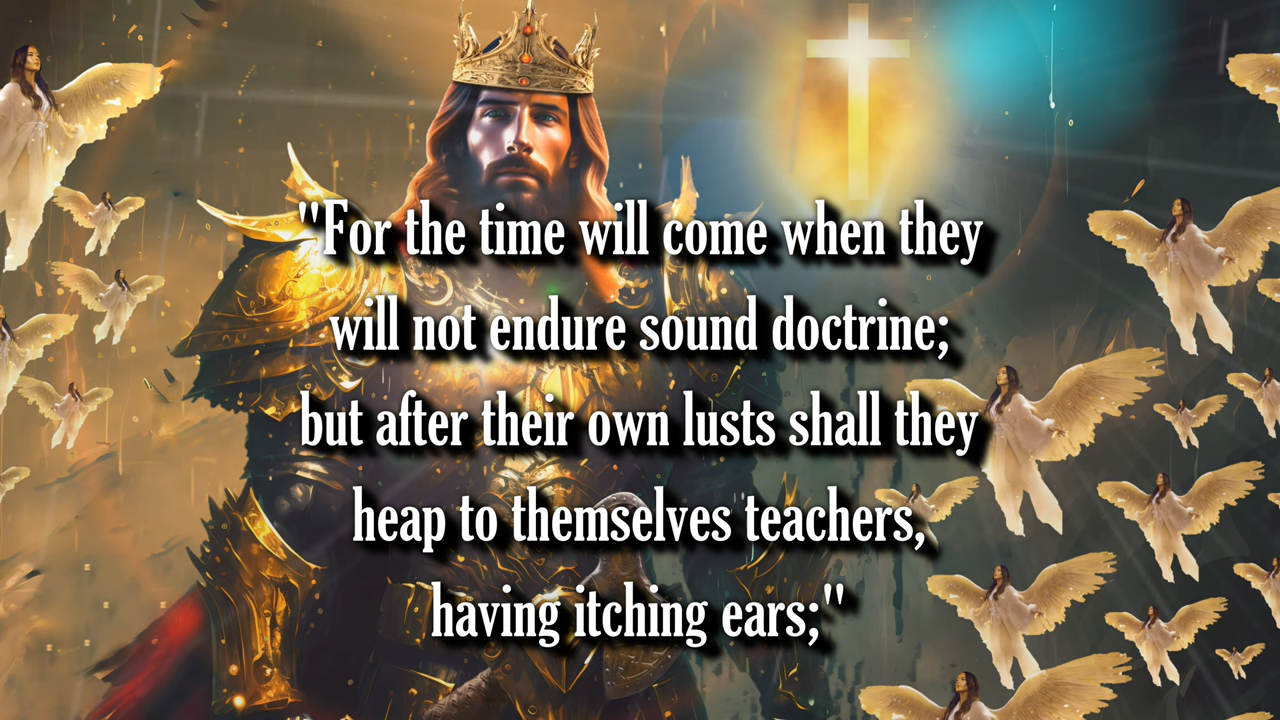 "For the time will come when they
will not endure sound doctrine;
but after their own lusts shall they
heap to themselves teachers,
having itching ears;"